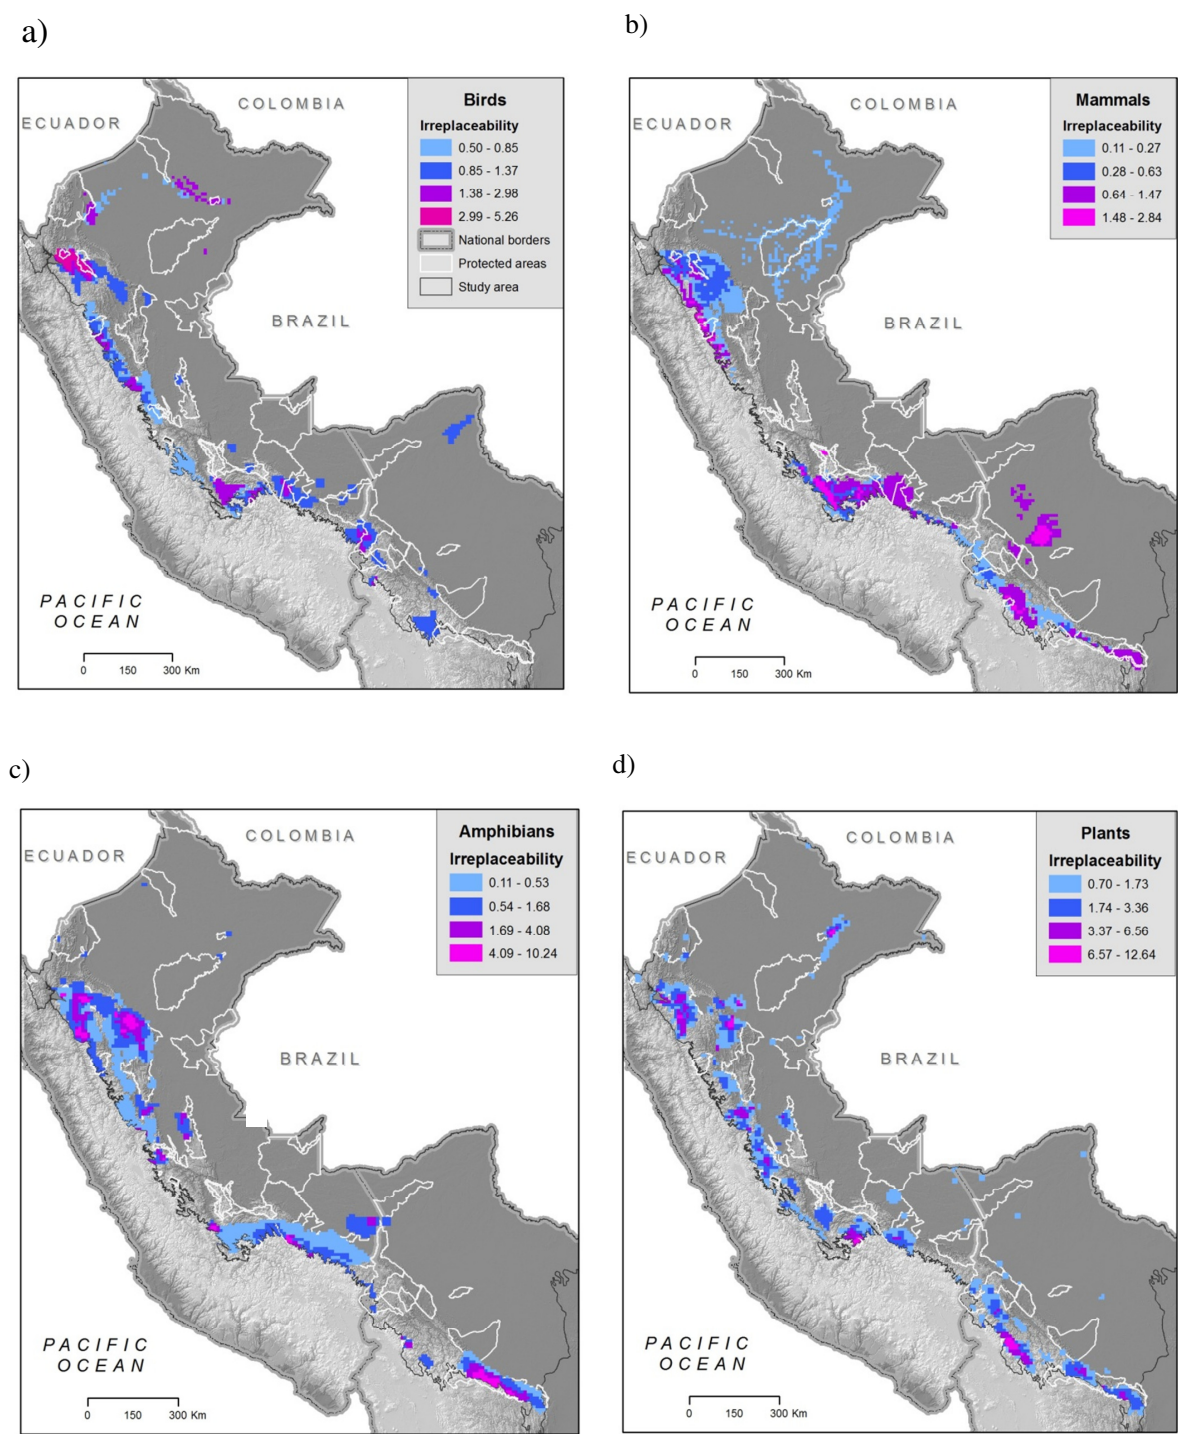 a)
COLOMBIA
ECUADOR
Birds
Irreplaceability
0.50 - 0.85
0.85 - 1.37
1.38 - 2.98
2.99 - 5.26
National borders
Protected areas
Study area
BRAZIL
PACIFIC
OCEAN
0 150 300 Km
b)
COLOMBIA
ECUADOR
Mammals
Irreplaceability
0.11 - 0.27
0.28 - 0.63
0.64 - 1.47
1.48 - 2.84
BRAZIL
PACIFIC
OCEAN
0 150 300 Km
c)
COLOMBIA
ECUADOR
Amphibians
Irreplaceability
0.11 - 0.53
0.54 - 1.68
1.69 - 4.08
4.09 - 10.24
BRAZIL
PACIFIC
OCEAN
0 150 300 Km
d)
COLOMBIA
ECUADOR
Plants
Irreplaceability
0.70 - 1.73
1.74 - 3.36
3.37 - 6.56
6.57 - 12.64
BRAZIL
PACIFIC
OCEAN
0 150 300 Km